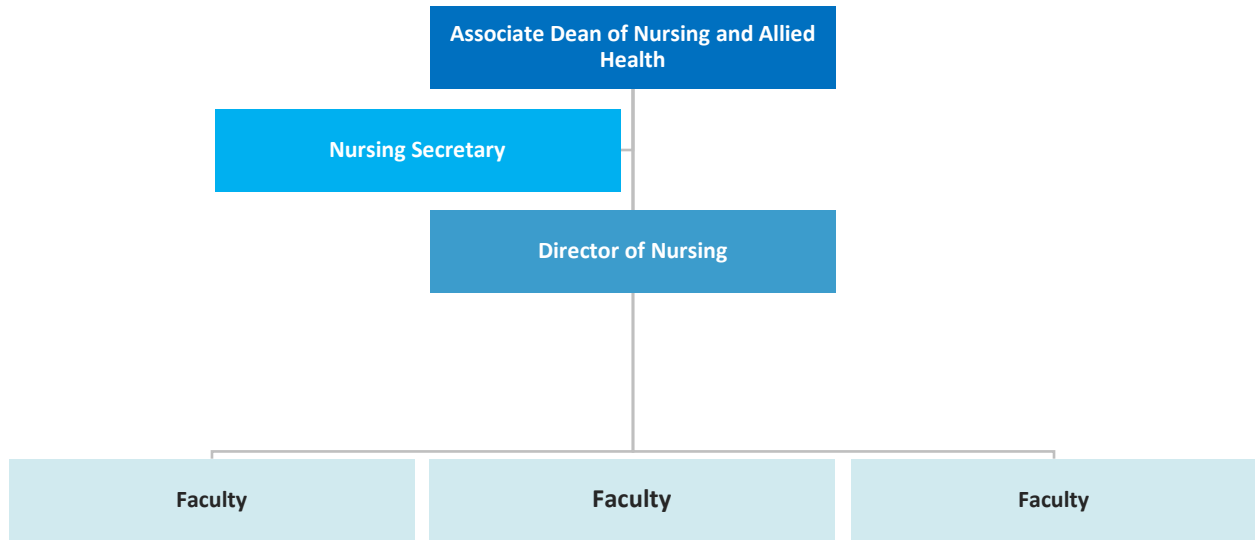 Associate Dean of Nursing and Allied
Health
Nursing Secretary
Director of Nursing
Faculty
Faculty
Faculty